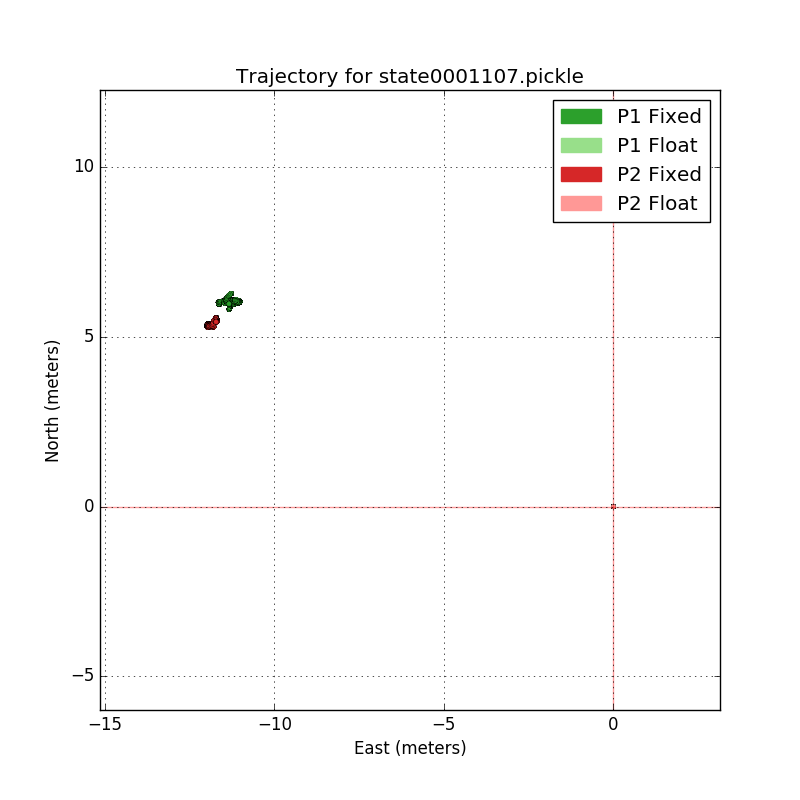 Trajectory for state0001107.pickle
P1 Fixed
P1 Float
P2 Fixed
P2 Float
10
5
0
−5
North (meters)
−15
−10
−5
0
East (meters)